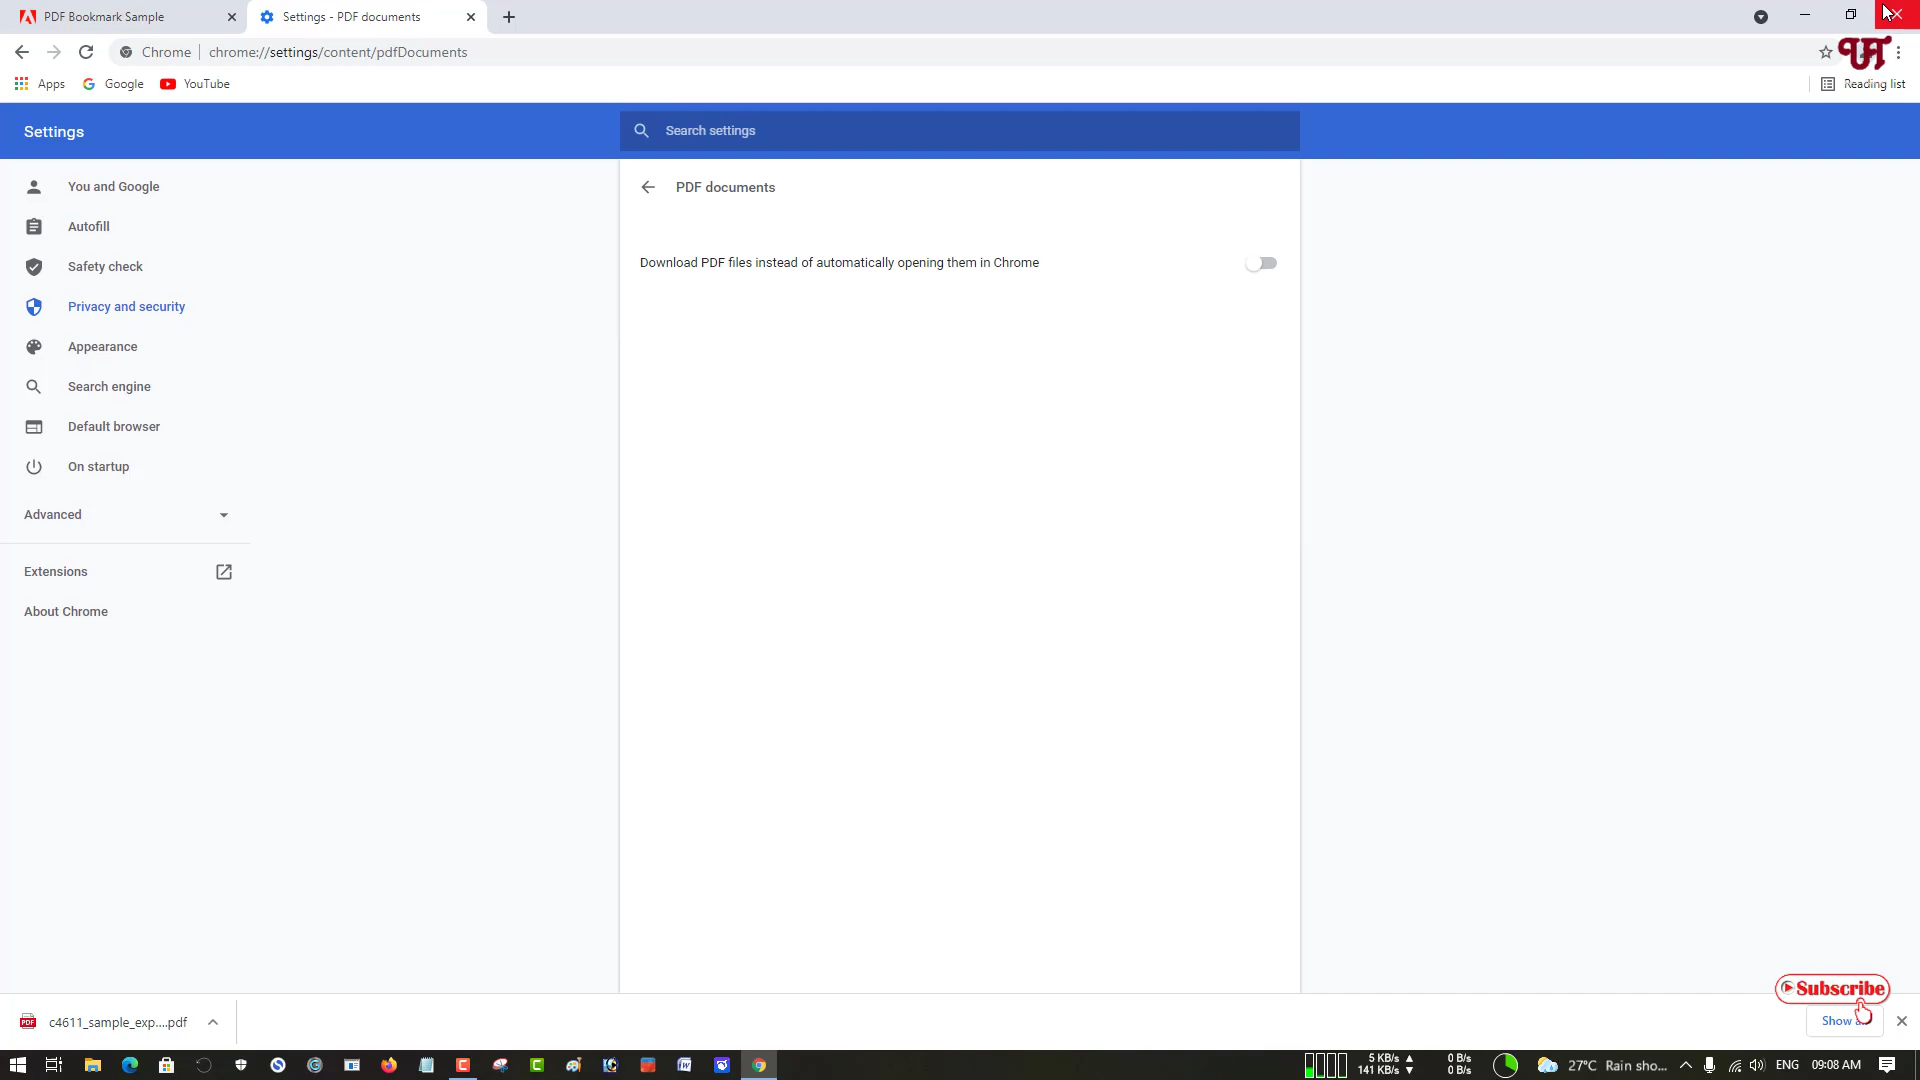 PDF Bookmark Sample
Settings - PDF documents
Chrome
chrome://settings/content/pdfDocuments
Apps
Google
YouTube
Reading list
Settings
Search settings
You and Google
Autofill
Safety check
Privacy and security
Appearance
Search engine
Default browser
On startup
Advanced
Extensions
About Chrome
PDF documents
Download PDF files instead of automatically opening them in Chrome
Subscribe
PDF
c4611_sample_exp....pdf
Show
5 KB/s
141 KB/s
0 B/s
0 B/s
27°C Rain sho...
ENG
09:08 AM